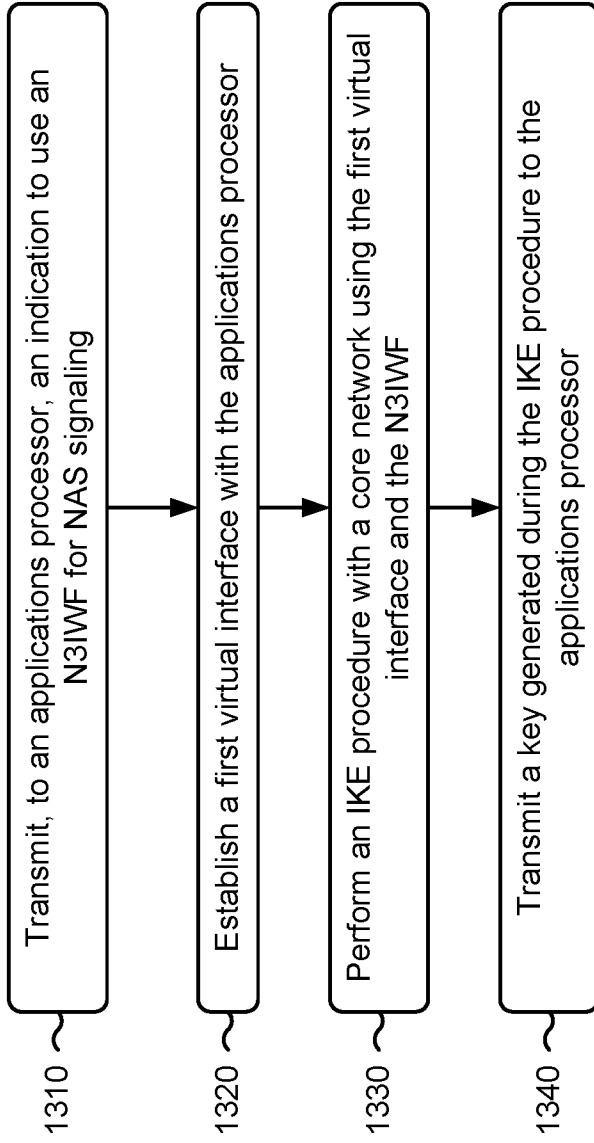 1310
Transmit, to an applications processor, an indication to use an
N3IWF for NAS signaling
1320
Establish a first virtual interface with the applications processor
1330
Perform an IKE procedure with a core network using the first virtual
interface and the N3IWF
1340
Transmit a key generated during the IKE procedure to the
applications processor